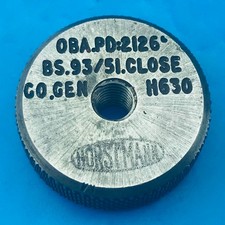 OBA.PD:2126
BS.93/51.CLOSE
GO.GEN H630
HORSTMANN